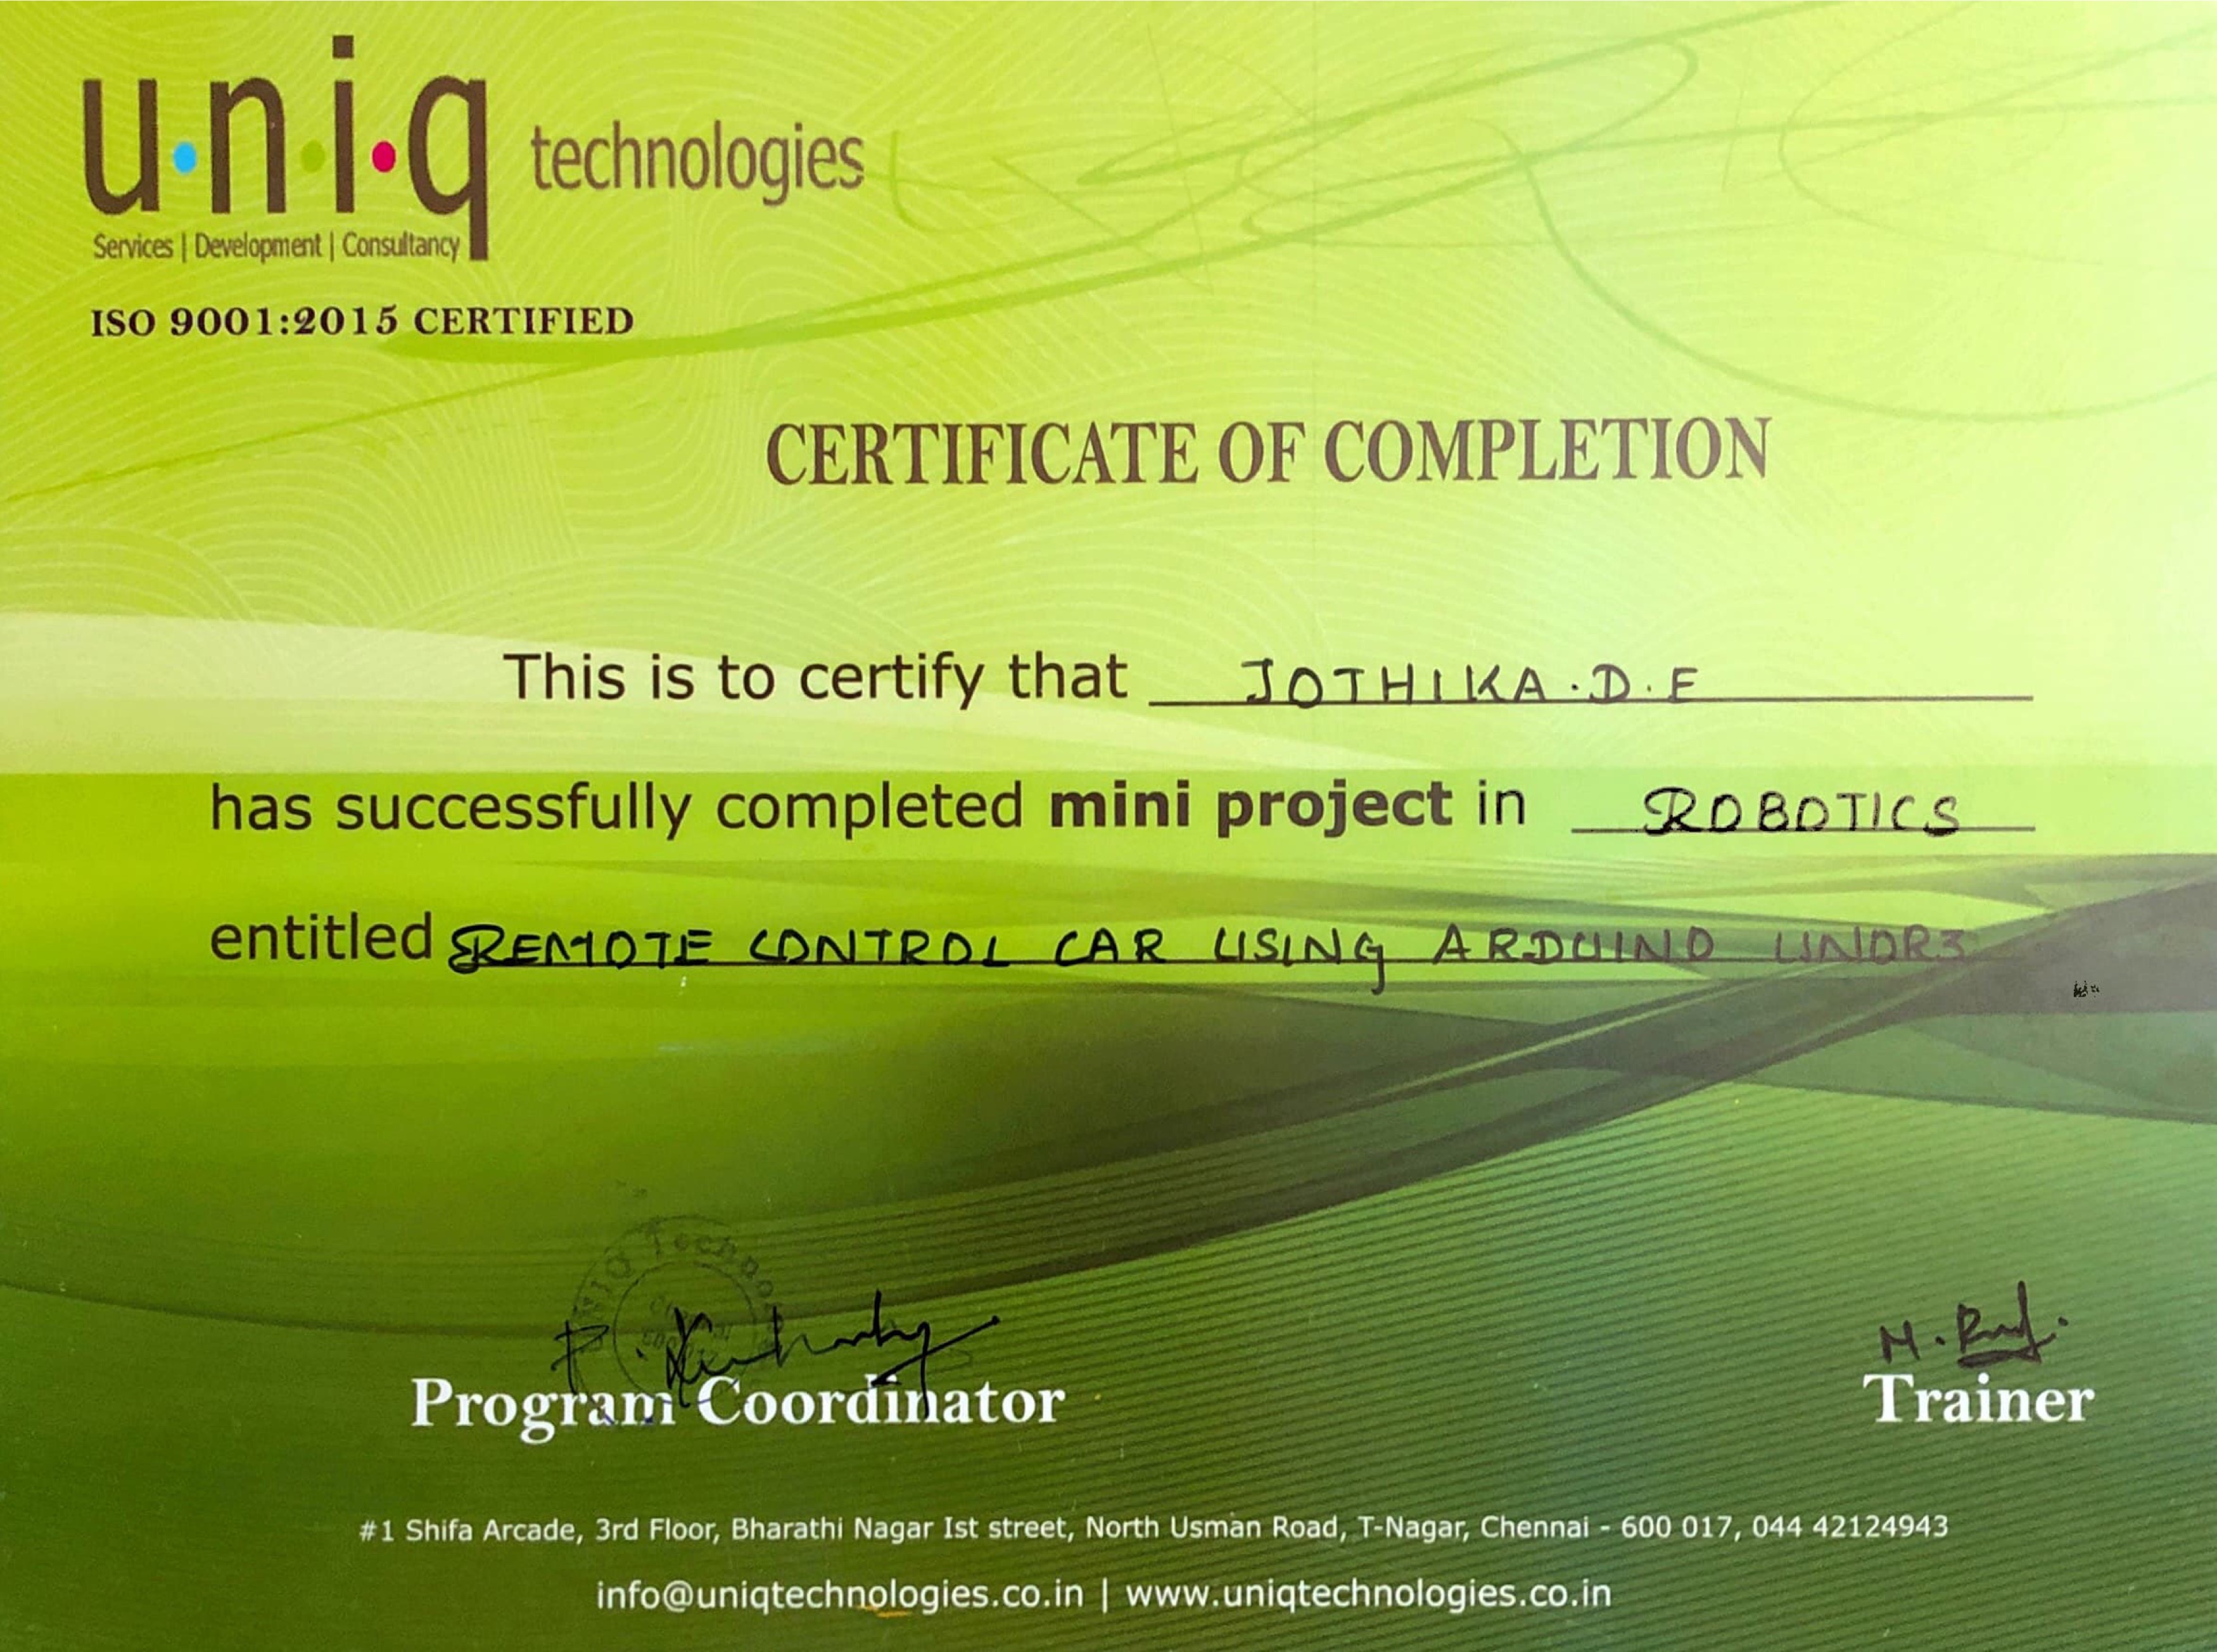 u·n·i·q technologies
Services | Development | Consultancy
ISO 9001:2015 CERTIFIED
CERTIFICATE OF COMPLETION
This is to certify that JOTHIKA.D.F
has successfully completed mini project in ROBOTICS
entitled REMOTE CONTROL CAR USING ARDUINO UNOR3
UNIQ Technol
M.
Program Coordinator
Trainer
#1 Shifa Arcade, 3rd Floor, Bharathi Nagar Ist street, North Usman Road, T-Nagar, Chennai - 600 017, 044 42124943
info@uniqtechnologies.co.in | www.uniqtechnologies.co.in